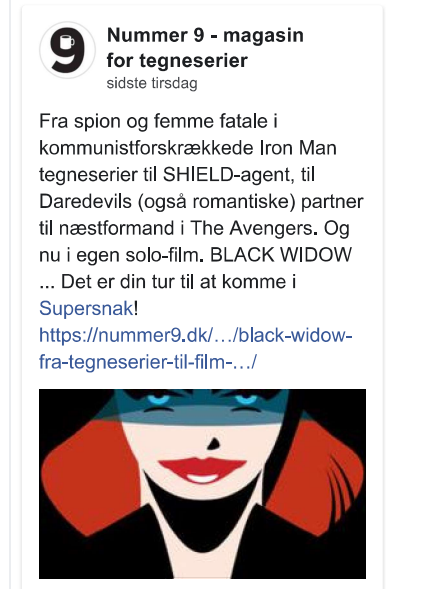 9
Nummer 9 - magasin
for tegneserier
sidste tirsdag
Fra spion og femme fatale i
kommunistforskrækkede Iron Man
tegneserier til SHIELD-agent, til
Daredevils (også romantiske) partner
til næstformand i The Avengers. Og
nu i egen solo-film. BLACK WIDOW
... Det er din tur til at komme i
Supersnak!
https://nummer9.dk/…/black-widow-
fra-tegneserier-til-film-…/